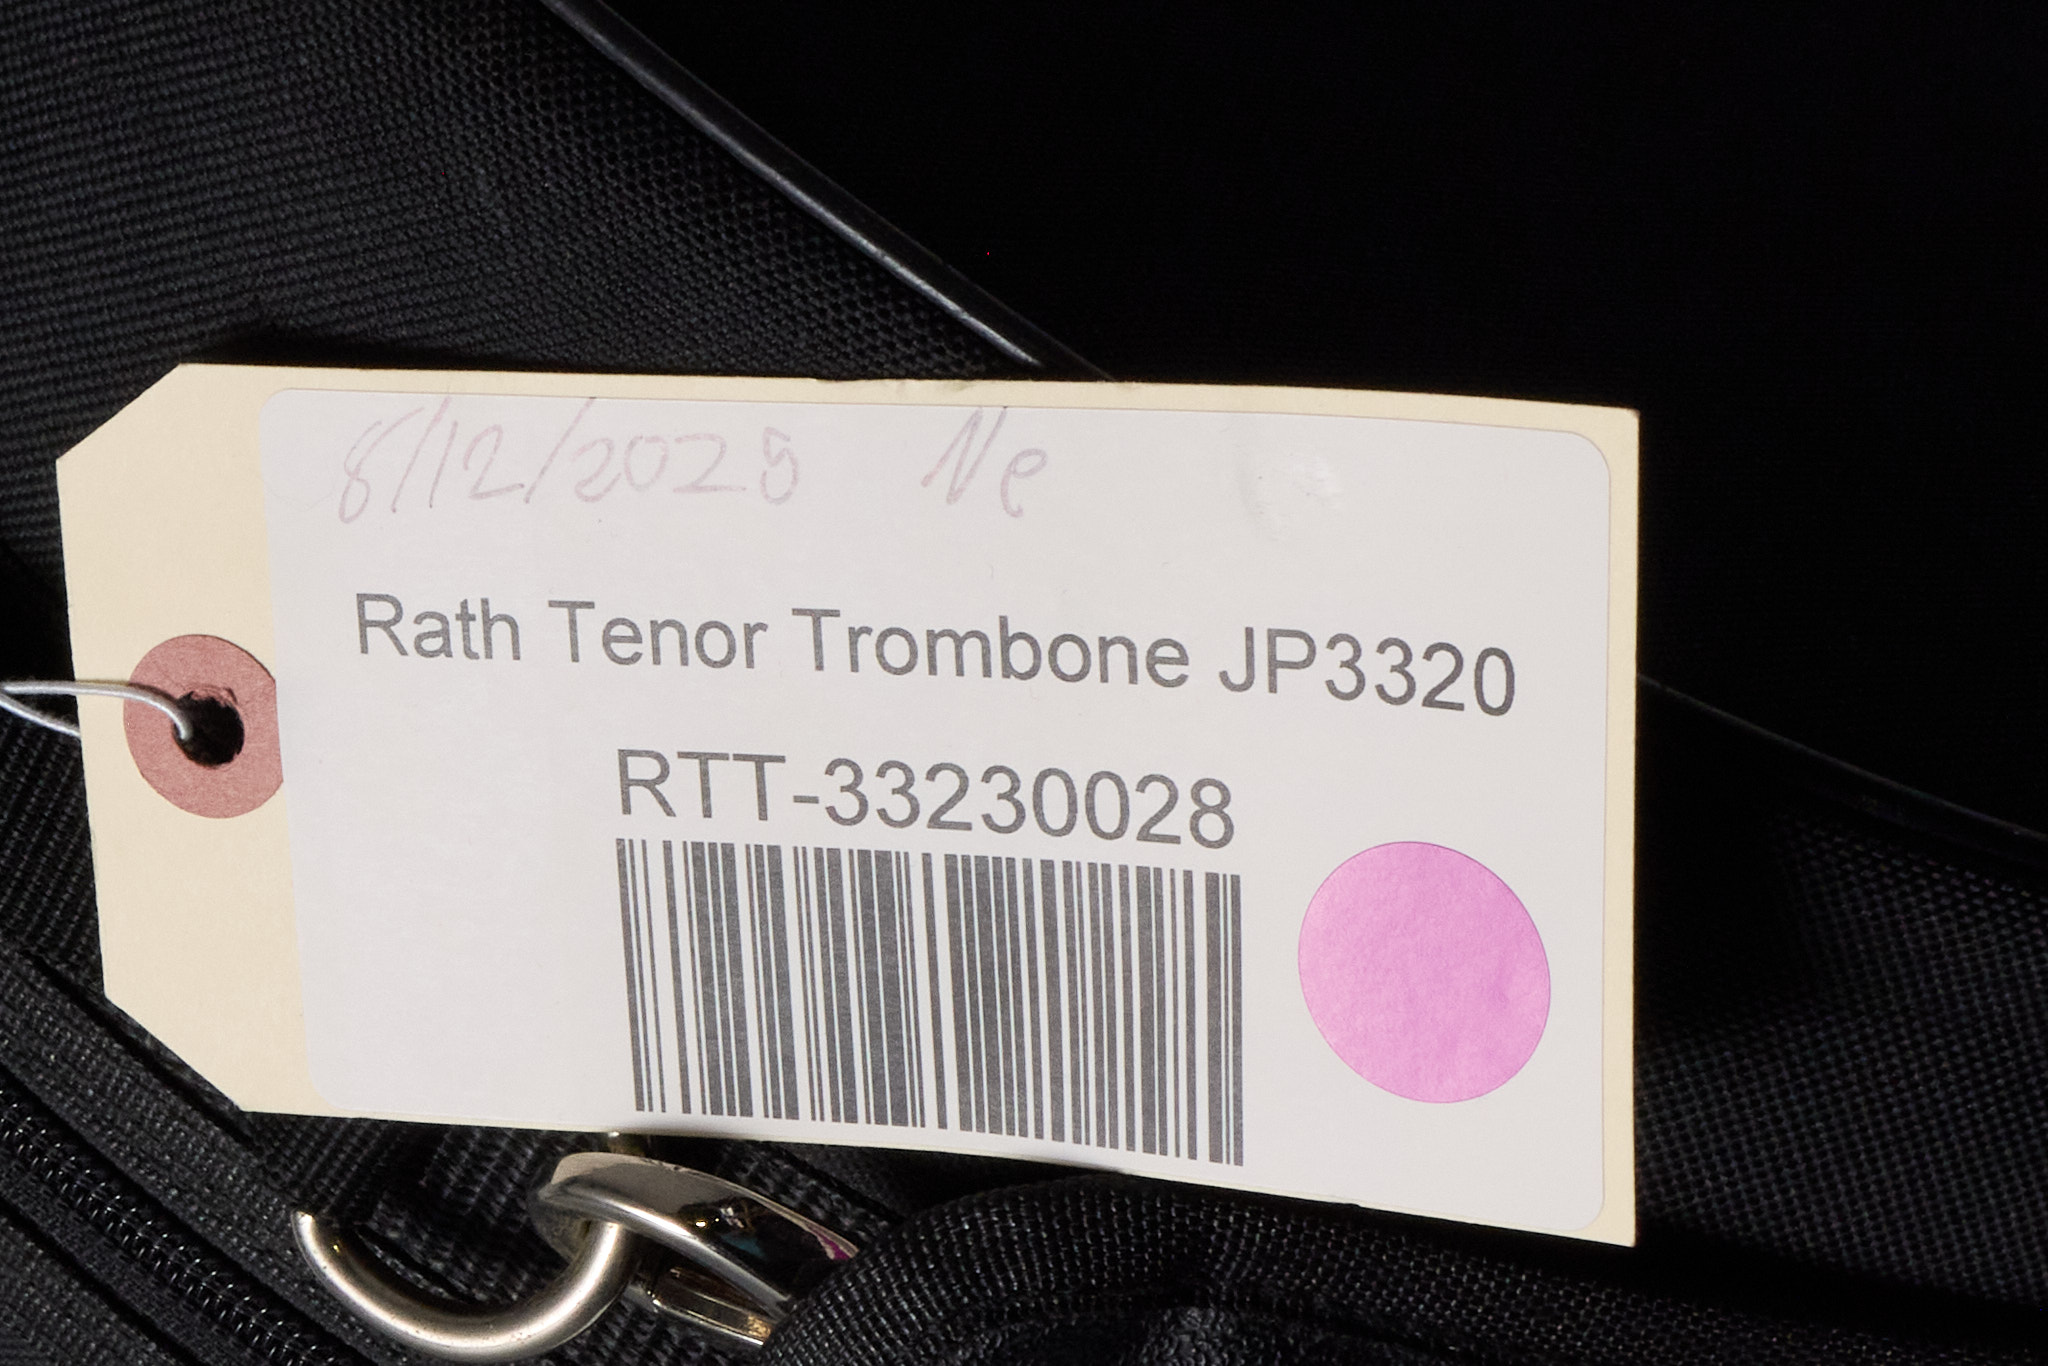 8/12/2025 Ne
Rath Tenor Trombone JP3320
RTT-33230028